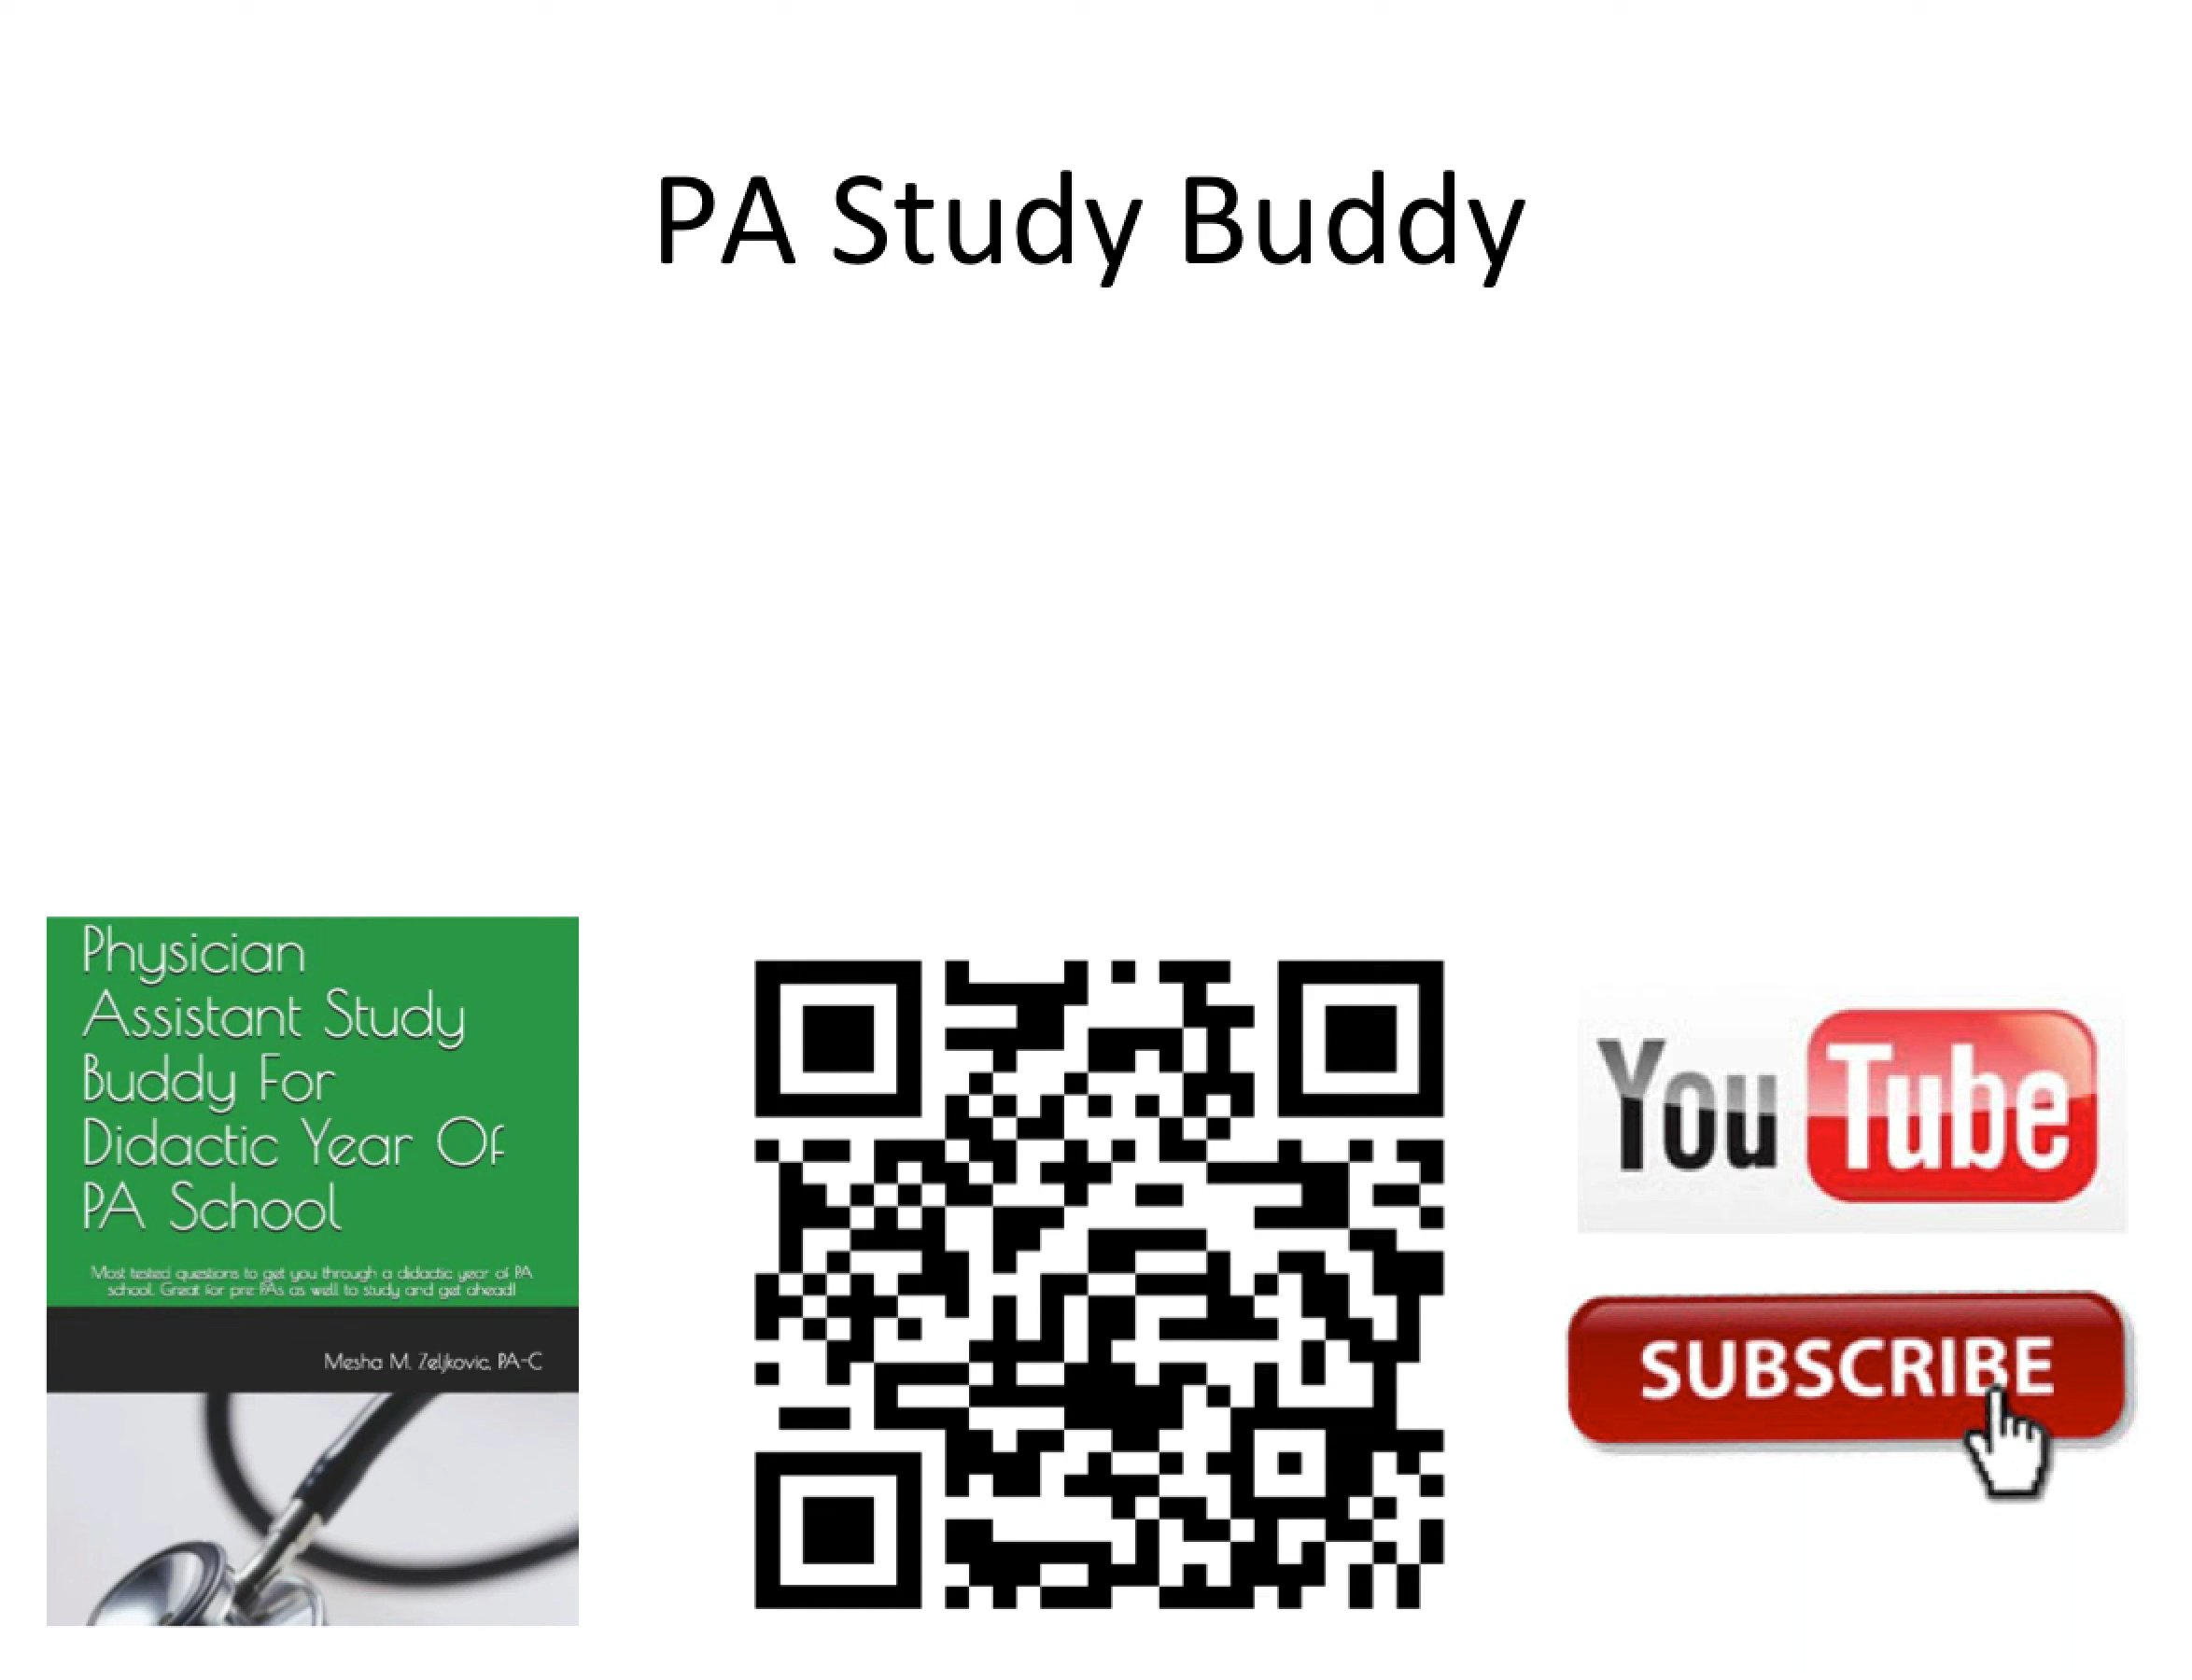 PA Study Buddy
Physician
Assistant Study
Buddy For
Didactic Year Of
PA School
Most tested questions to get you through a didactic year of PA
school. Great for pre-PAs as well to study and get ahead!
Mesha M. Zeljkovic, PA-C
YouTube
SUBSCRIBE